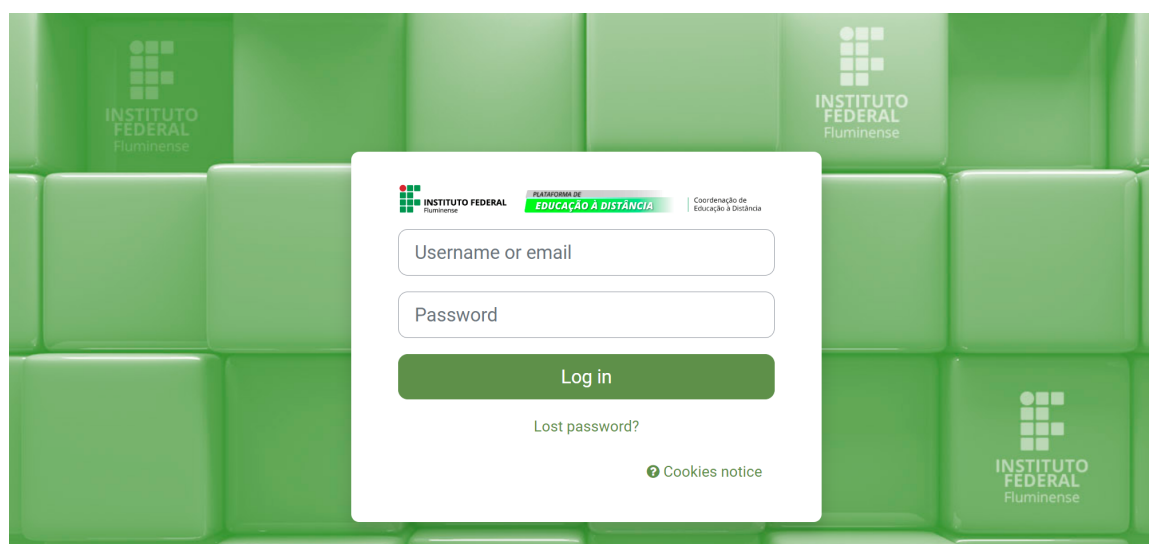 INSTITUTO
FEDERAL
Fluminense
INSTITUTO
FEDERAL
Fluminense
INSTITUTO FEDERAL
Fluminense
PLATAFORMA DE
EDUCAÇÃO À DISTÂNCIA
Coordenação de
Educação à Distância
Username or email
Password
Log in
Lost password?
Cookies notice
INSTITUTO
FEDERAL
Fluminense